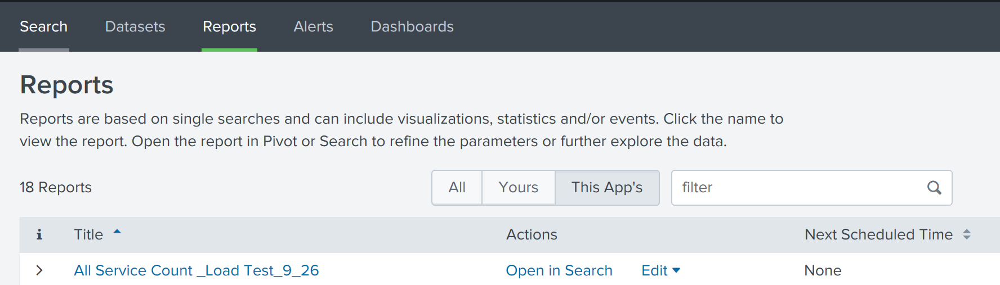 Search Datasets Reports Alerts Dashboards
Reports
Reports are based on single searches and can include visualizations, statistics and/or events. Click the name to
view the report. Open the report in Pivot or Search to refine the parameters or further explore the data.
18 Reports All Yours This App's filter
i Title Actions Next Scheduled Time
All Service Count _Load Test_9_26 Open in Search Edit None